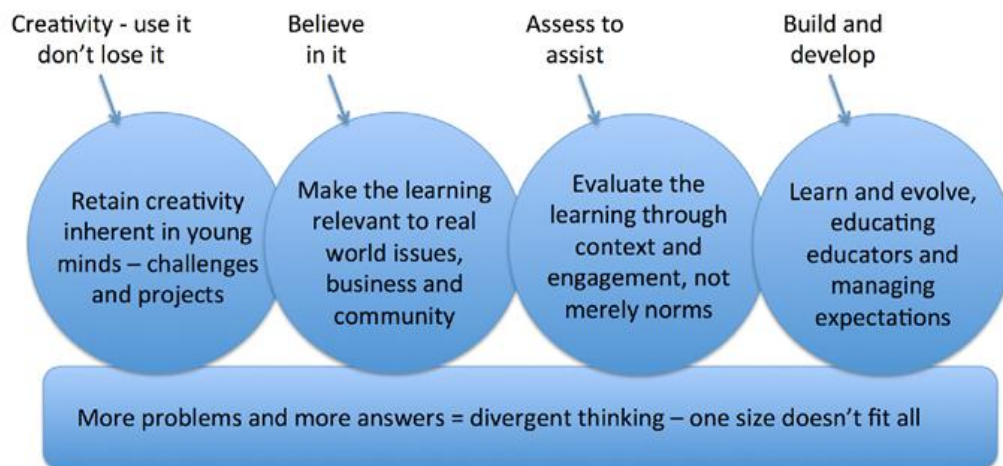 Creativity - use it
don’t lose it
Believe
in it
Assess to
assist
Build and
develop
Retain creativity
inherent in young
minds – challenges
and projects
Make the learning
relevant to real
world issues,
business and
community
Evaluate the
learning through
context and
engagement, not
merely norms
Learn and evolve,
educating
educators and
managing
expectations
More problems and more answers = divergent thinking – one size doesn’t fit all